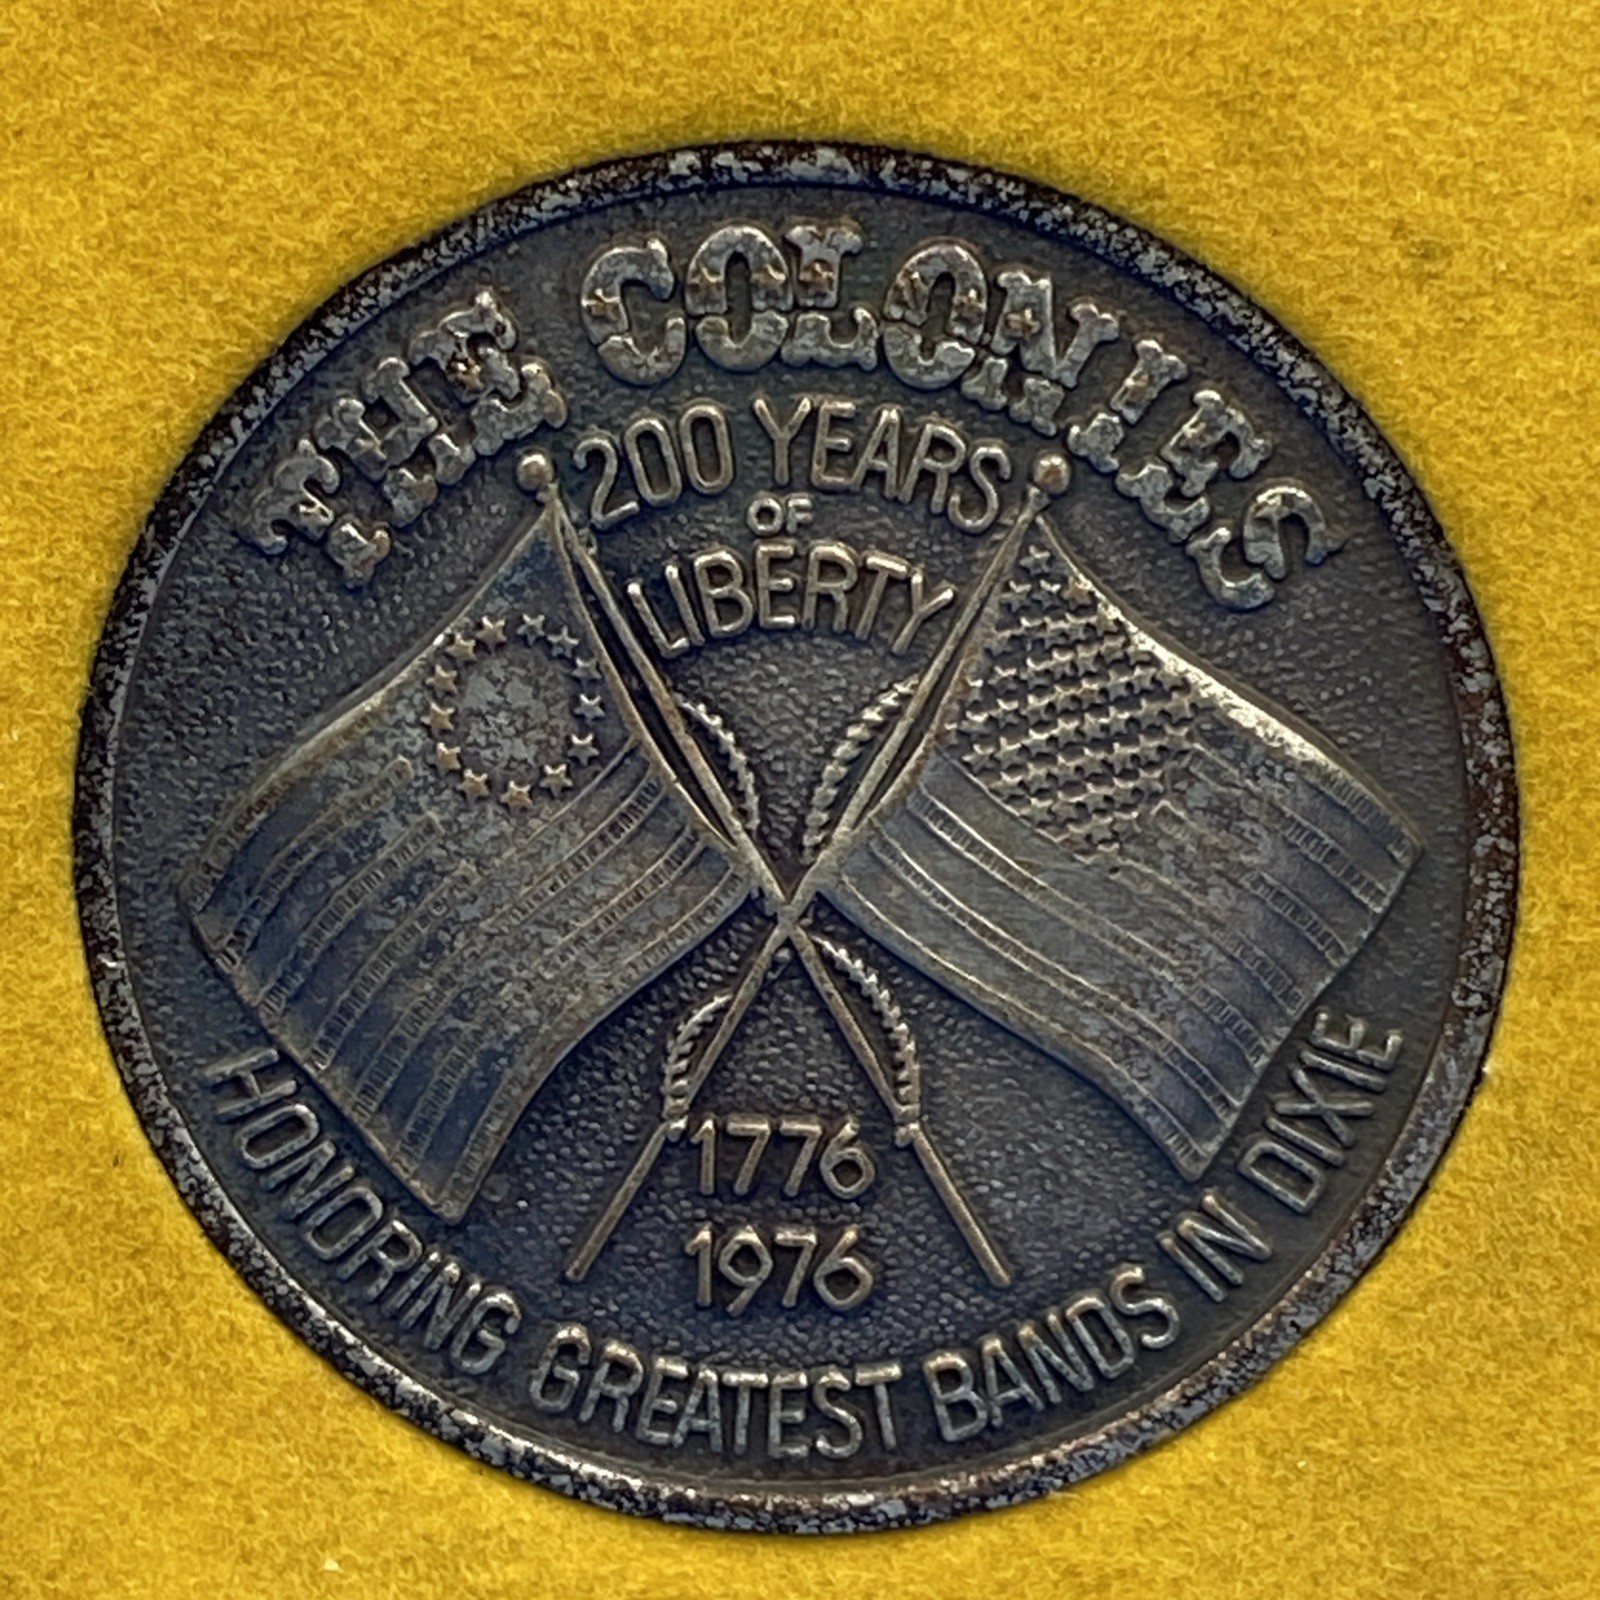 THE COLONIES
200 YEARS
OF
LIBERTY
1776
1976
HONORING GREATEST BANDS IN DIXIE